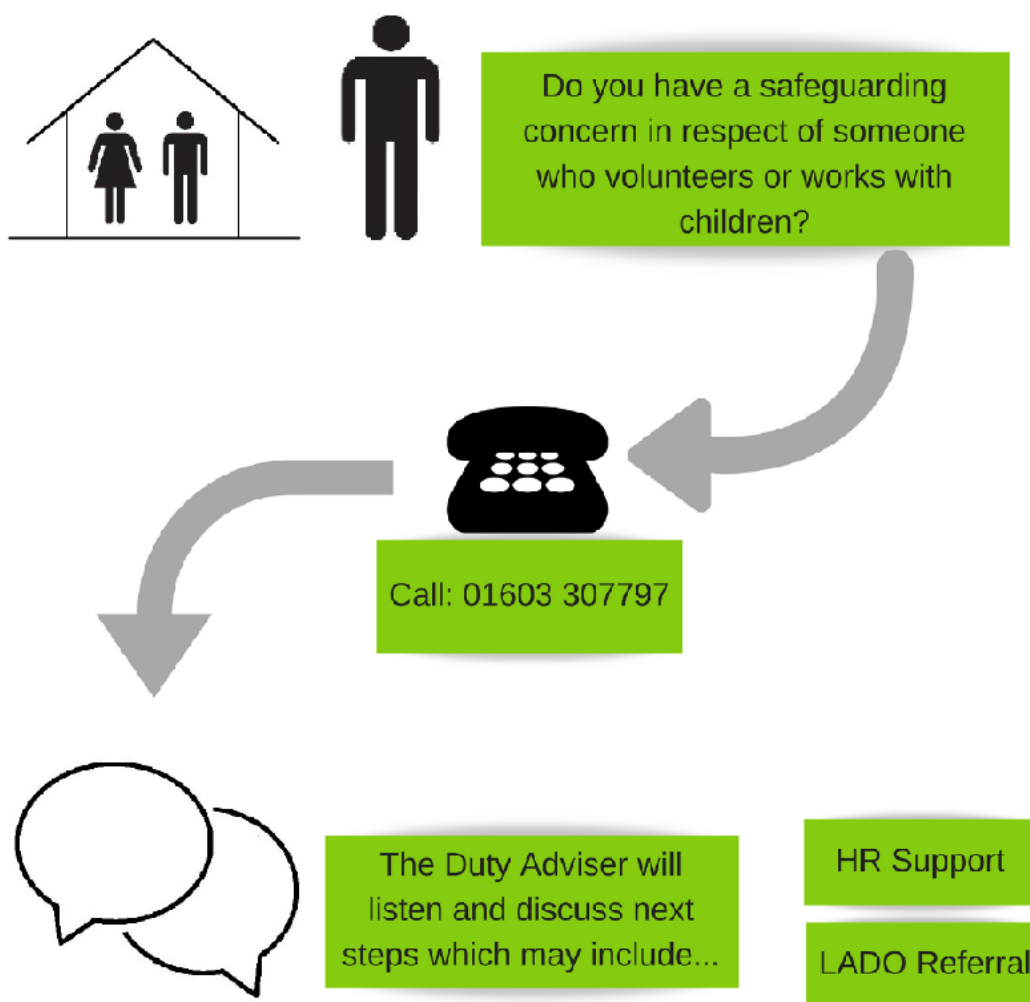 Do you have a safeguarding
concern in respect of someone
who volunteers or works with
children?
Call: 01603 307797
The Duty Adviser will
listen and discuss next
steps which may include...
HR Support
LADO Referral